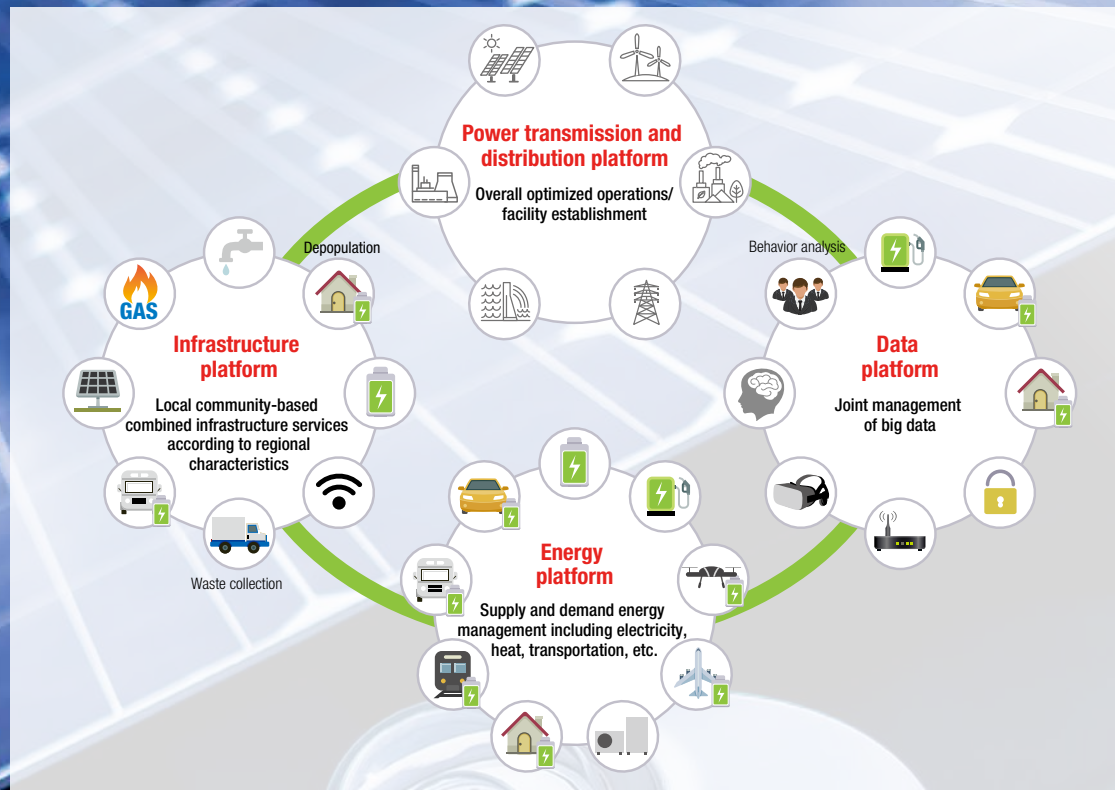 Power transmission and
distribution platform
Overall optimized operations/
facility establishment
Depopulation
GAS
Infrastructure
platform
Local community-based
combined infrastructure services
according to regional
characteristics
Waste collection
Behavior analysis
Data
platform
Joint management
of big data
Energy
platform
Supply and demand energy
management including electricity,
heat, transportation, etc.